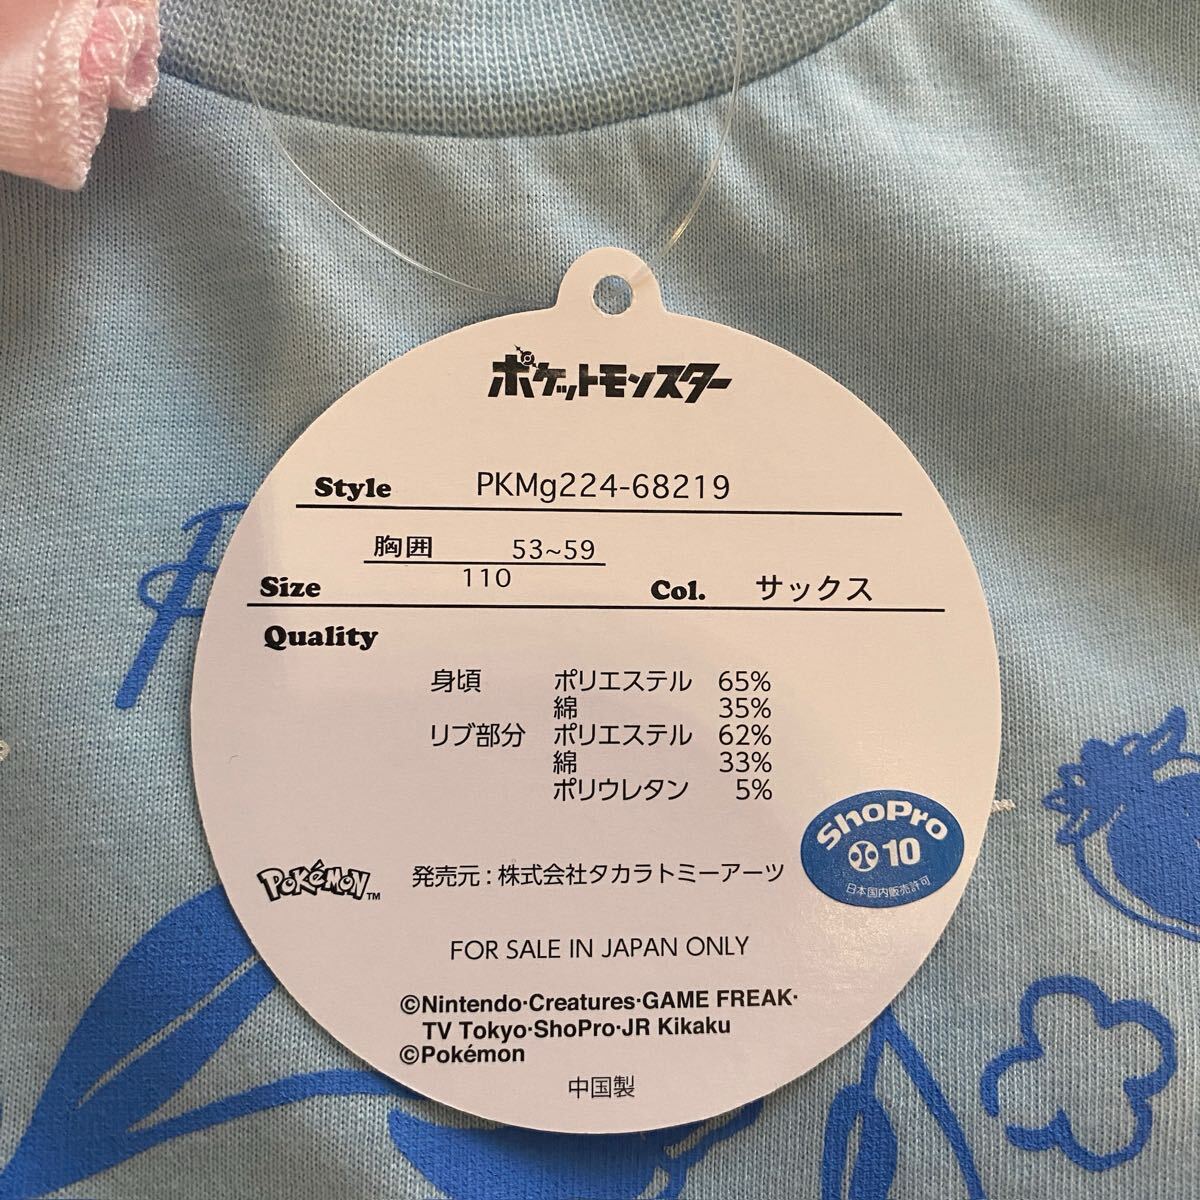 ポケットモンスター
Style PKMg224-68219
胸囲 53~59
Size 110 Col. サックス
Quality
身頃 ポリエステル 65%
綿 35%
リブ部分 ポリエステル 62%
綿 33%
ポリウレタン 5%
ShoPro
10
日本国内販売許可
POKéMON TM 発売元:株式会社タカラトミーアーツ
FOR SALE IN JAPAN ONLY
©Nintendo·Creatures·GAME FREAK·
TV Tokyo·ShoPro·JR Kikaku
©Pokémon
中国製